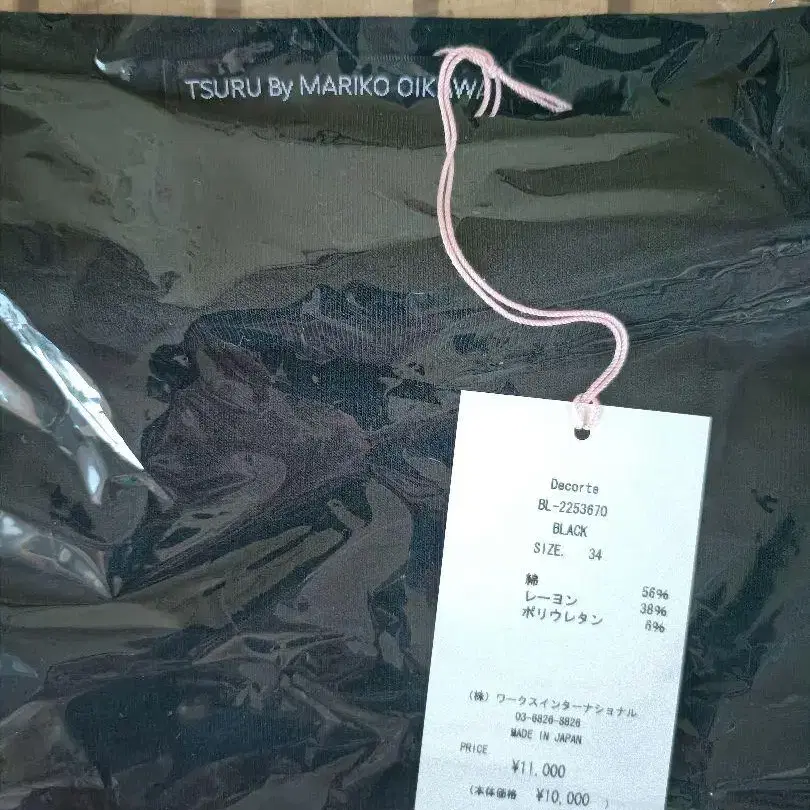 TSURU By MARIKO OIKAWA
Decorte
BL-2253670
BLACK
SIZE. 34
綿 56%
レーヨン 38%
ポリウレタン 6%
(株) ワークスインターナショナル
03-6826-8826
MADE IN JAPAN
PRICE
¥11,000
(本体価格 ¥10,000 )